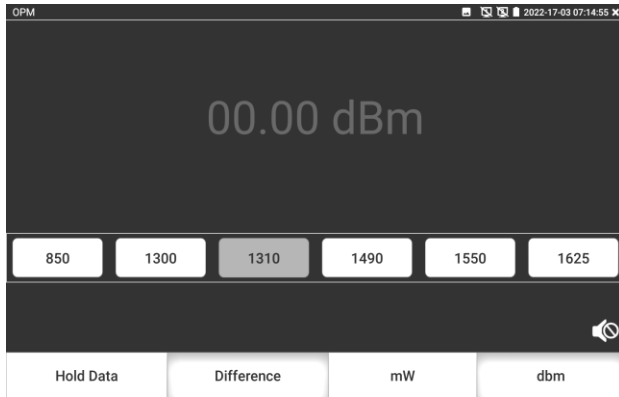 OPM 2022-17-03 07:14:55
00.00 dBm
850 1300 1310 1490 1550 1625
Hold Data Difference mW dbm